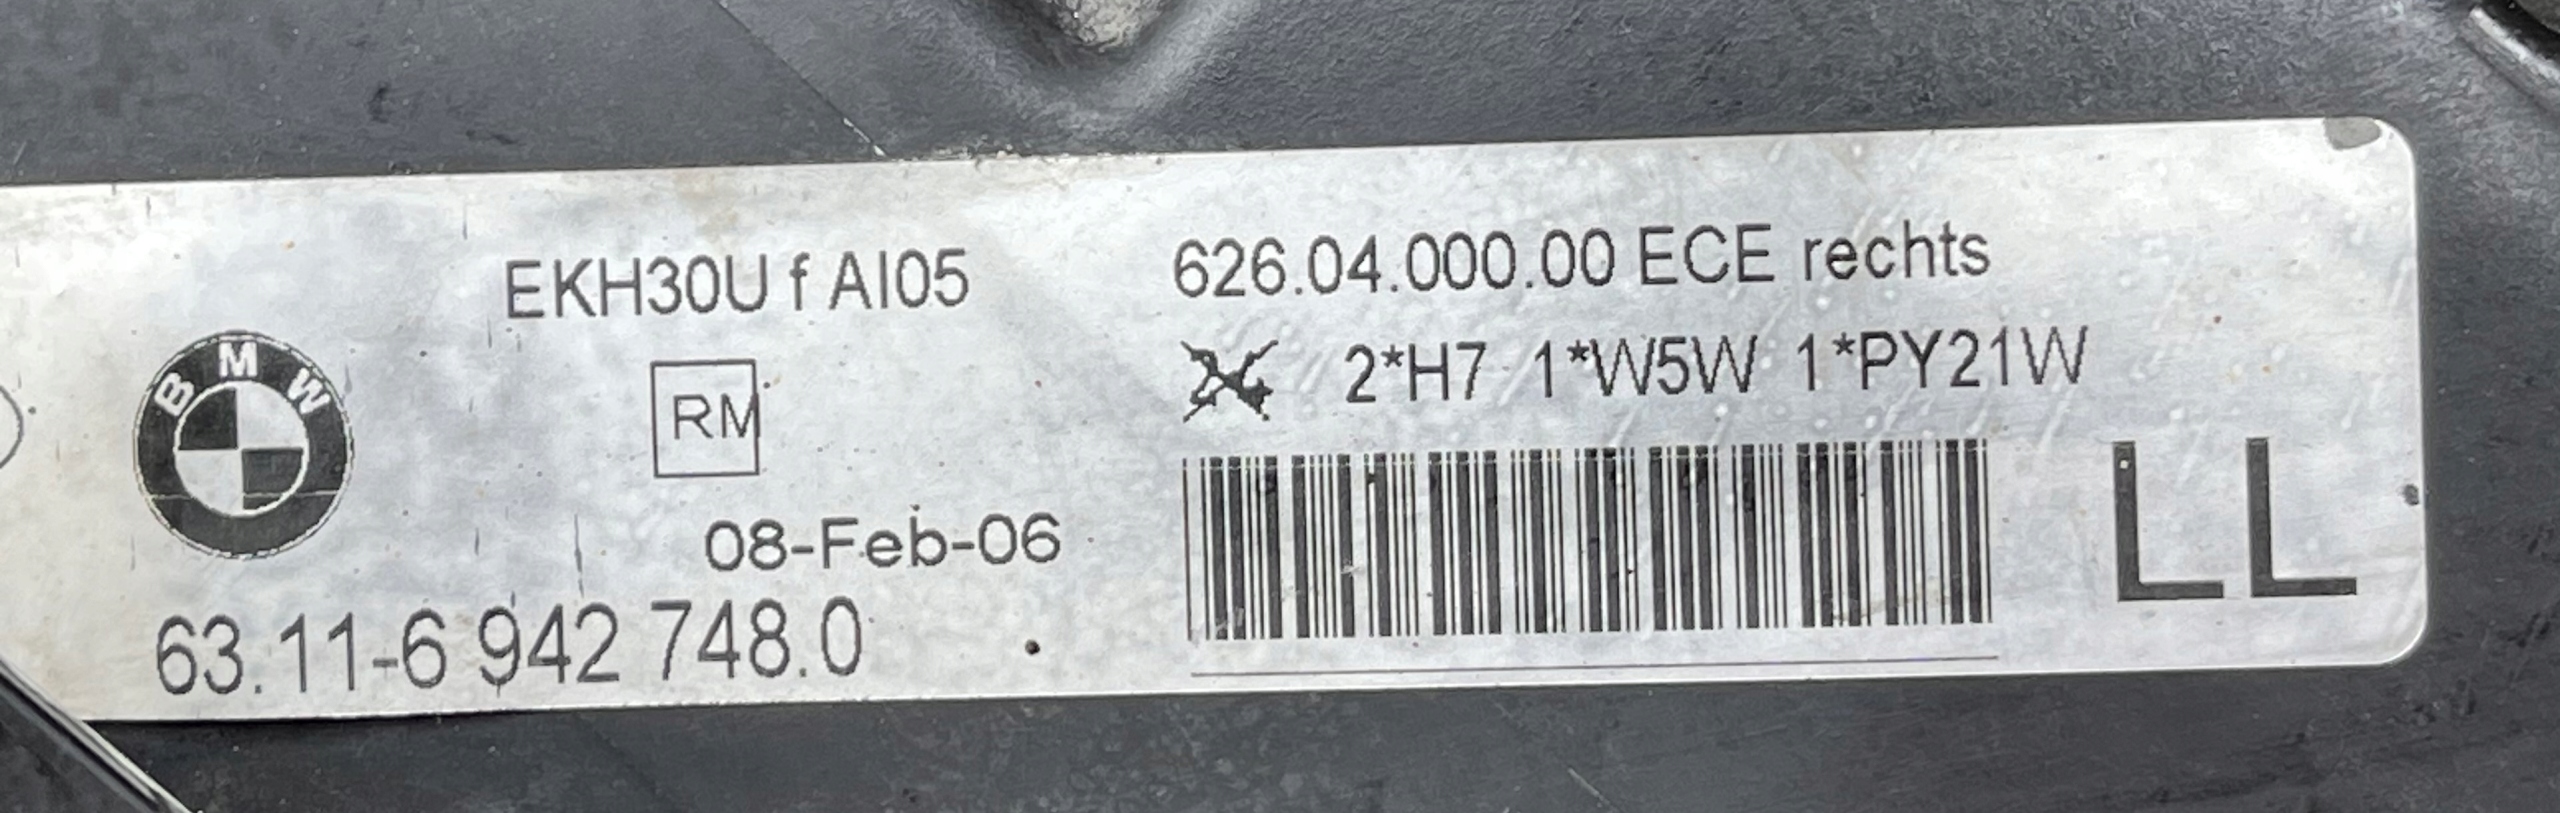 EKH30U f AI05
626.04.000.00 ECE rechts
BMW
RM
2*H7 1*W5W 1*PY21W
08-Feb-06
LL
63.11-6 942 748.0